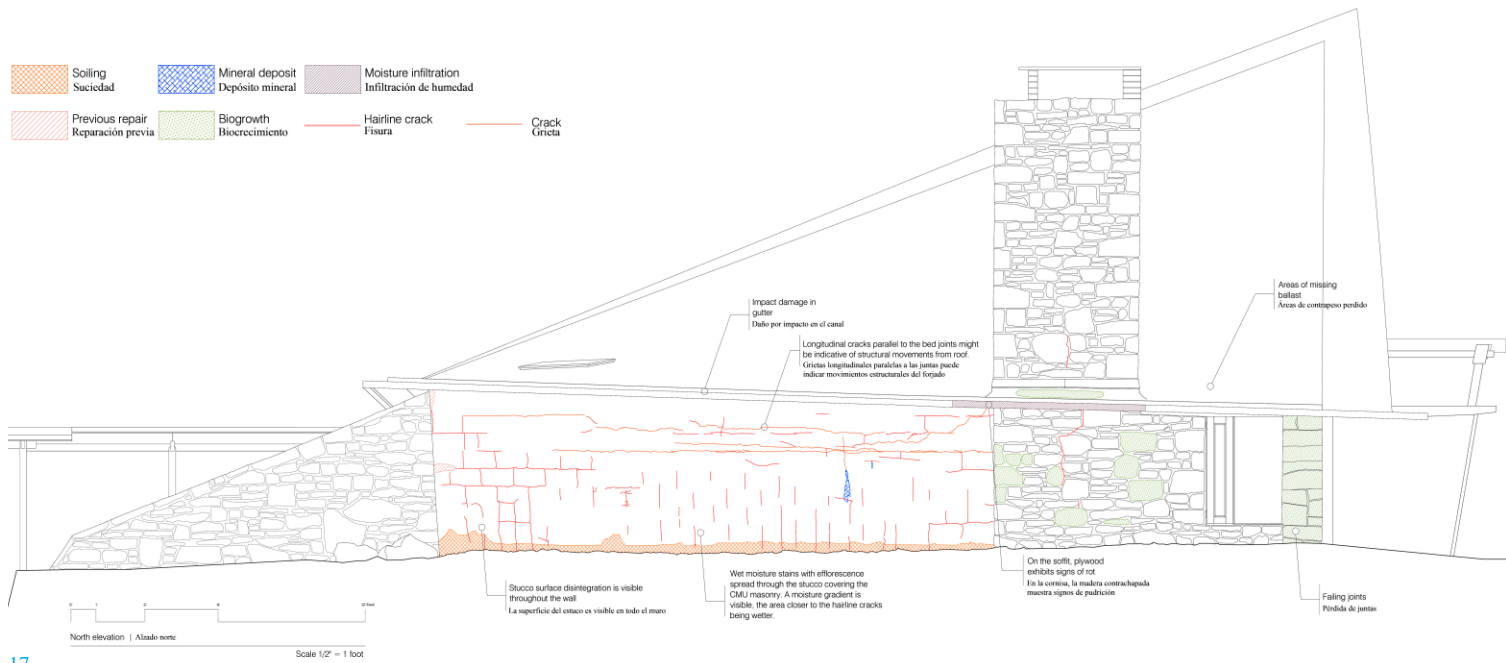 Soiling
Suciedad
Mineral deposit
Depósito mineral
Moisture infiltration
Infiltración de humedad
Previous repair
Reparación previa
Biogrowth
Biocrecimiento
Hairline crack
Fisura
Crack
Grieta
Impact damage in
gutter
Daño por impacto en el canal
Longitudinal cracks parallel to the bed joints might
be indicative of structural movements from roof.
Grietas longitudinales paralelas a las juntas puede
indicar movimientos estructurales del forjado
Areas of missing
ballast
Áreas de contrapeso perdido
Stucco surface disintegration is visible
throughout the wall
La superficie del estuco es visible en todo el muro
Wet moisture stains with efflorescence
spread through the stucco covering the
CMU masonry. A moisture gradient is
visible, the area closer to the hairline cracks
being wetter.
On the soffit, plywood
exhibits signs of rot
En la cornisa, la madera contrachapada
muestra signos de pudrición
Failing joints
Pérdida de juntas
0 1
North elevation | Alzado norte
Scale 1/2" = 1 foot
17